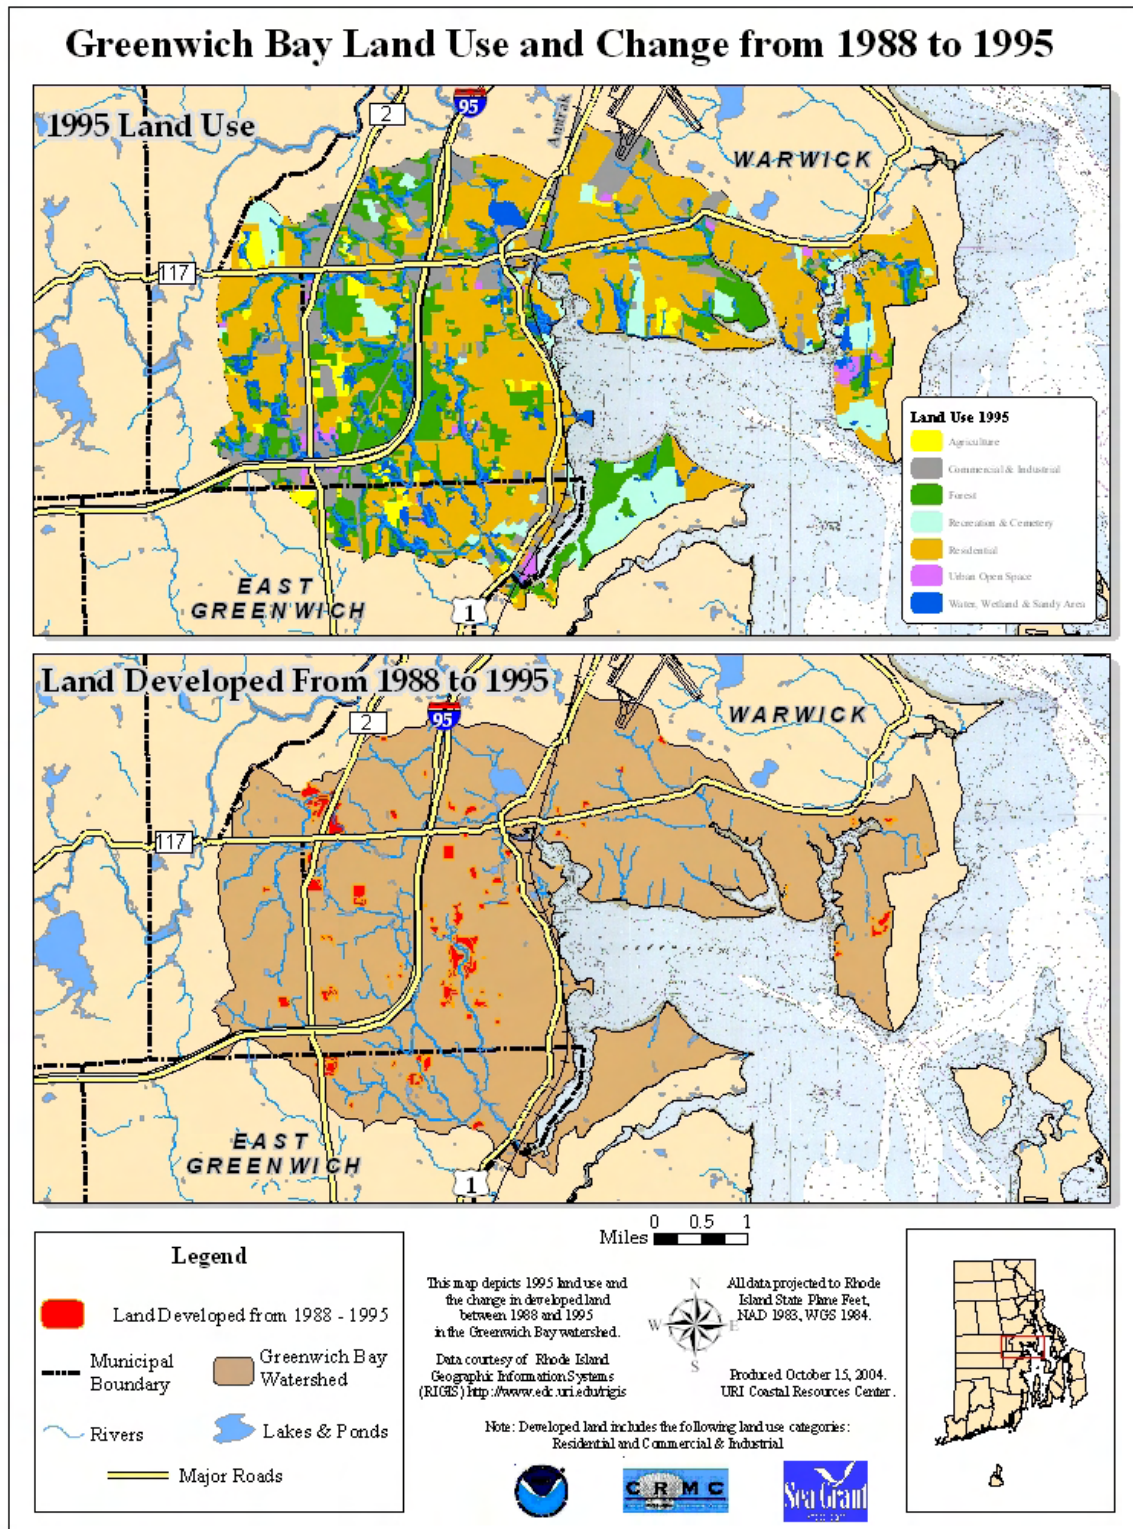 Greenwich Bay Land Use and Change from 1988 to 1995
1995 Land Use
2
95
Amtrak
WARWICK
117
Land Use 1995
Agriculture
Commercial & Industrial
Forest
Recreation & Cemetery
Residential
Urban Open Space
Water, Wetland & Sandy Area
EAST
GREENWICH
1
Land Developed From 1988 to 1995
2
95
WARWICK
117
EAST
GREENWICH
1
Legend
Land Developed from 1988 - 1995
Municipal
Boundary
Greenwich Bay
Watershed
Rivers
Lakes & Ponds
Major Roads
0 0.5 1
Miles
This map depicts 1995 land use and
the change in developed land
between 1988 and 1995
in the Greenwich Bay watershed.
Data courtesy of Rhode Island
Geographic Information Systems
(RIGIS) http://www.edc.uri.edu/rigis
N
W E
S
All data projected to Rhode
Island State Plane Feet,
NAD 1983, WGS 1984.
Produced October 15, 2004.
URI Coastal Resources Center.
Note: Developed land includes the following land use categories:
Residential and Commercial & Industrial
CRMC
Sea Grant